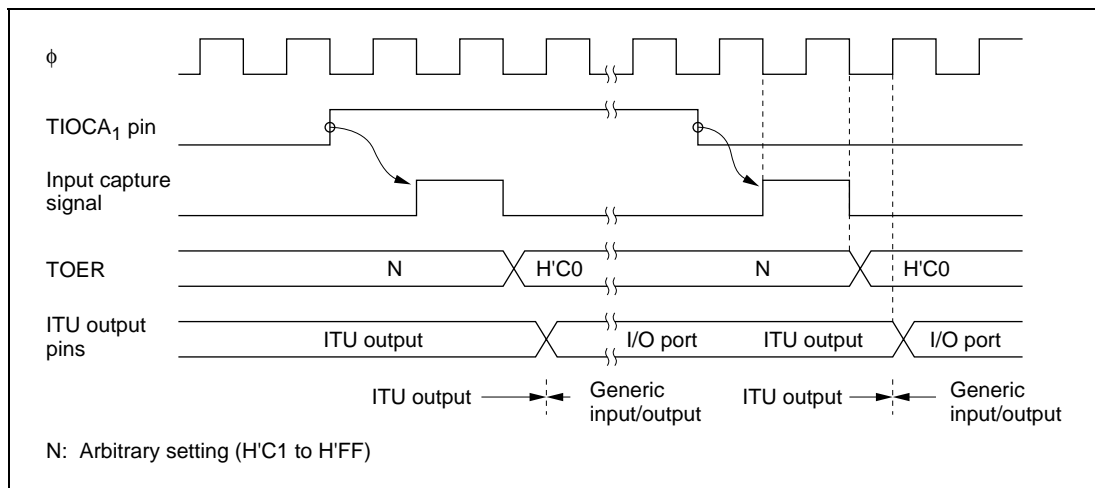 ϕ
TIOCA1 pin
Input capture
signal
TOER N H'C0 N H'C0
ITU output
pins
ITU output I/O port ITU output I/O port
ITU output Generic
input/output
ITU output Generic
input/output
N: Arbitrary setting (H'C1 to H'FF)